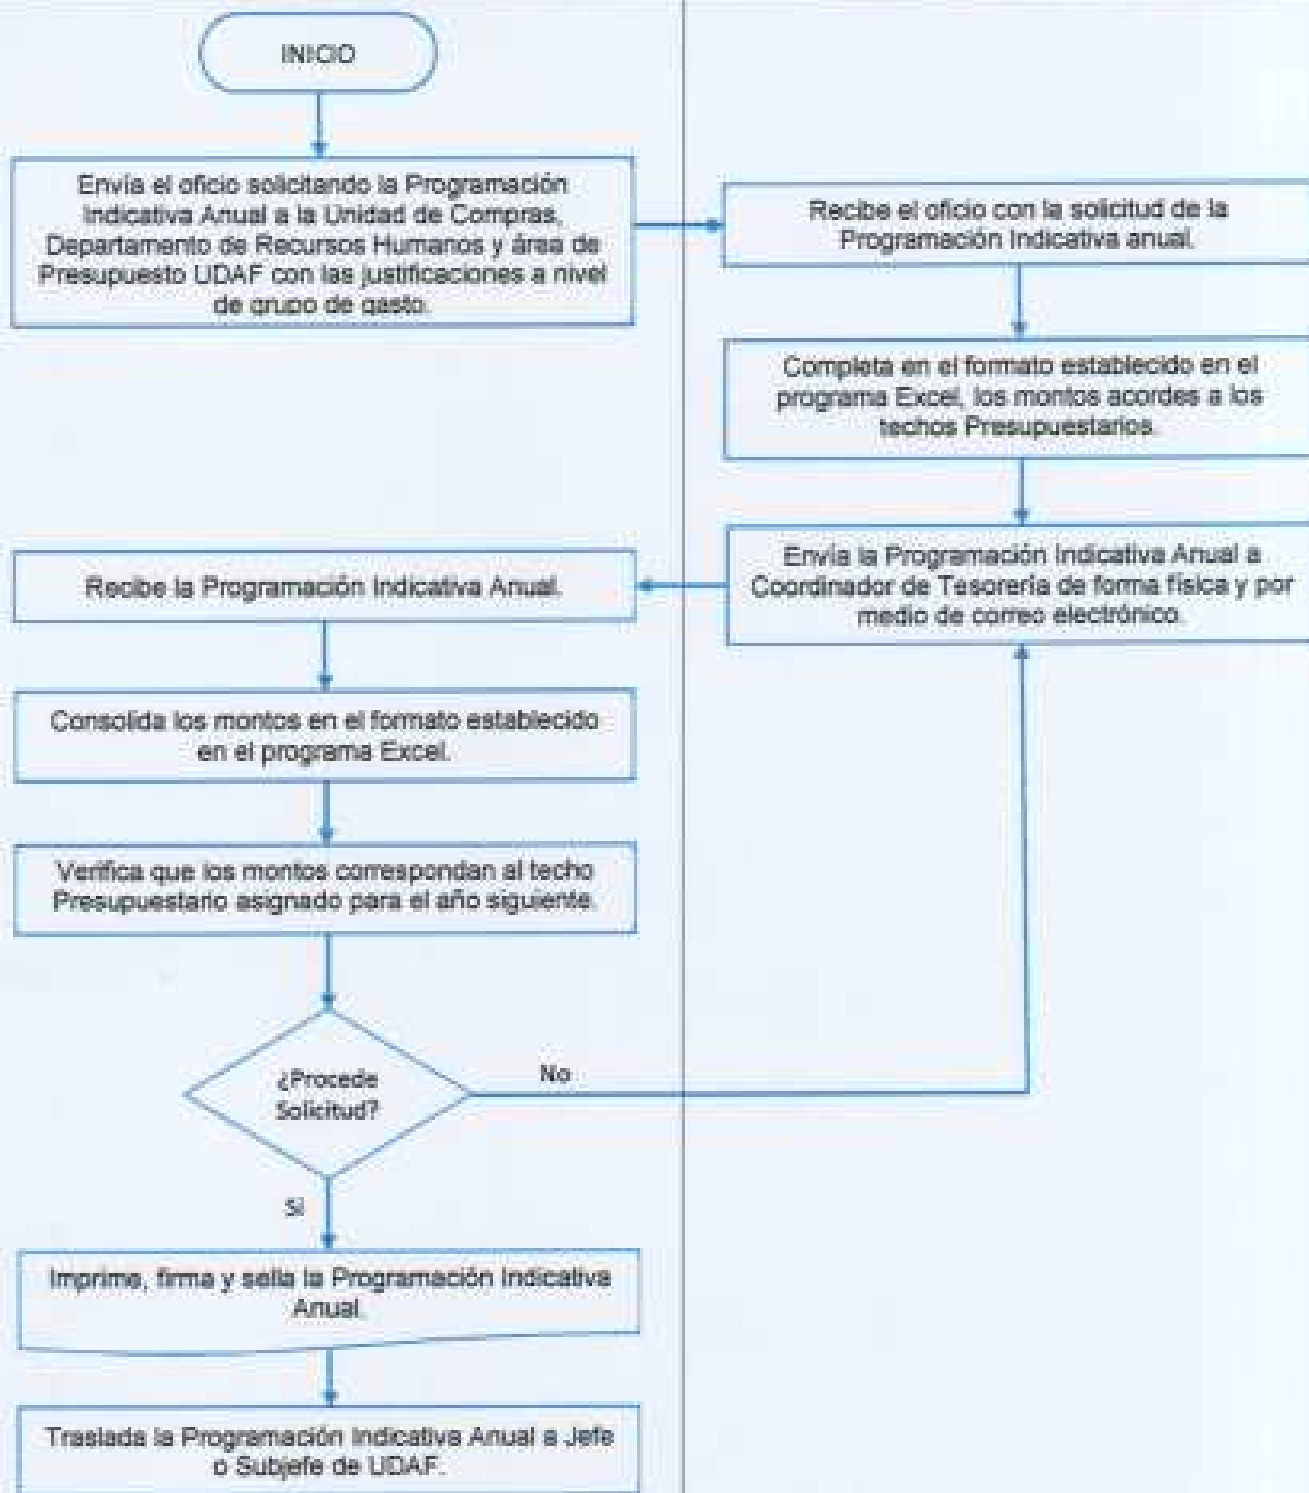 INICIO
Envía el oficio solicitando la Programación
Indicativa Anual a la Unidad de Compras,
Departamento de Recursos Humanos y área de
Presupuesto UDAF con las justificaciones a nivel
de grupo de gasto.
Recibe el oficio con la solicitud de la
Programación Indicativa anual.
Completa en el formato establecido en el
programa Excel, los montos acordes a los
techos Presupuestarios.
Envía la Programación Indicativa Anual a
Coordinador de Tesorería de forma física y por
medio de correo electrónico.
Recibe la Programación Indicativa Anual.
Consolida los montos en el formato establecido
en el programa Excel.
Verifica que los montos correspondan al techo
Presupuestario asignado para el año siguiente.
¿Procede
Solicitud?
No
Si
Imprime, firma y sella la Programación Indicativa
Anual.
Traslada la Programación Indicativa Anual a Jefe
o Subjefe de UDAF.